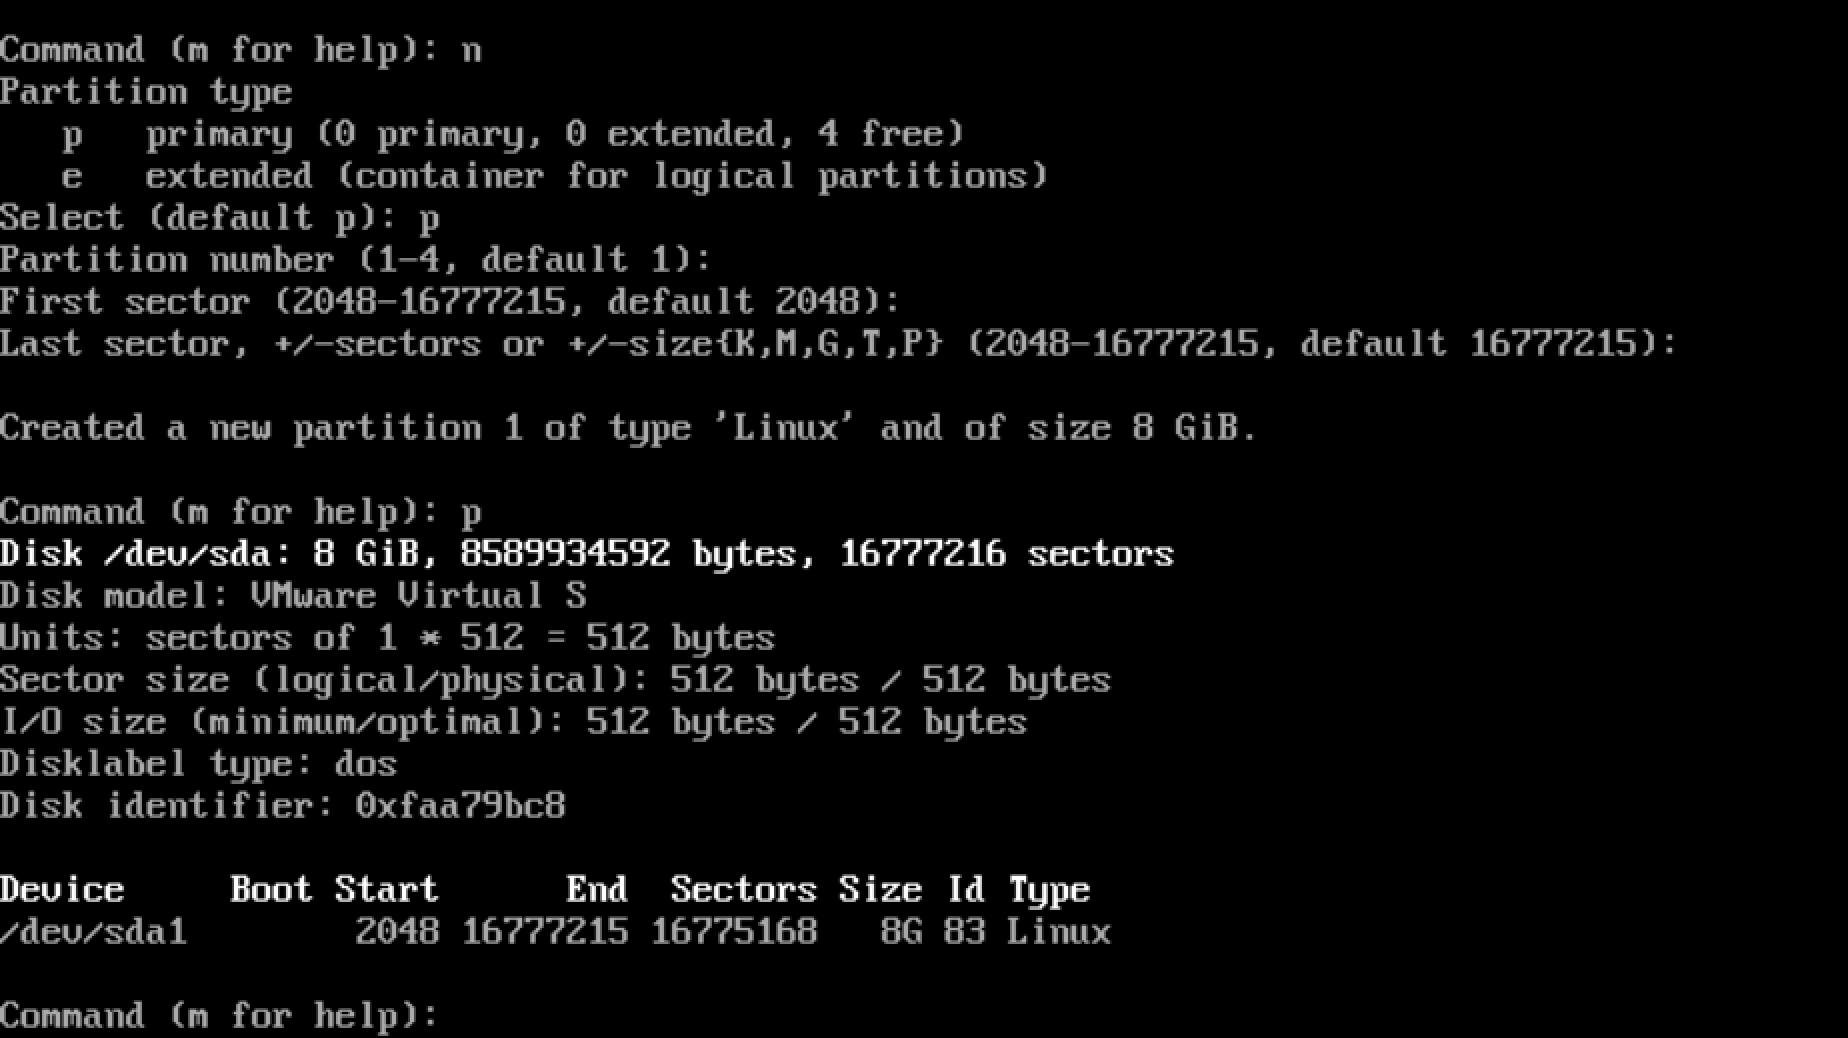 Command (m for help): n
Partition type
   p   primary (0 primary, 0 extended, 4 free)
   e   extended (container for logical partitions)
Select (default p): p
Partition number (1-4, default 1):
First sector (2048-16777215, default 2048):
Last sector, +/-sectors or +/-size{K,M,G,T,P} (2048-16777215, default 16777215):
Created a new partition 1 of type 'Linux' and of size 8 GiB.
Command (m for help): p
Disk /dev/sda: 8 GiB, 8589934592 bytes, 16777216 sectors
Disk model: VMware Virtual S
Units: sectors of 1 * 512 = 512 bytes
Sector size (logical/physical): 512 bytes / 512 bytes
I/O size (minimum/optimal): 512 bytes / 512 bytes
Disklabel type: dos
Disk identifier: 0xfaa79bc8
Device     Boot Start      End  Sectors Size Id Type
/dev/sda1        2048 16777215 16775168   8G 83 Linux
Command (m for help):